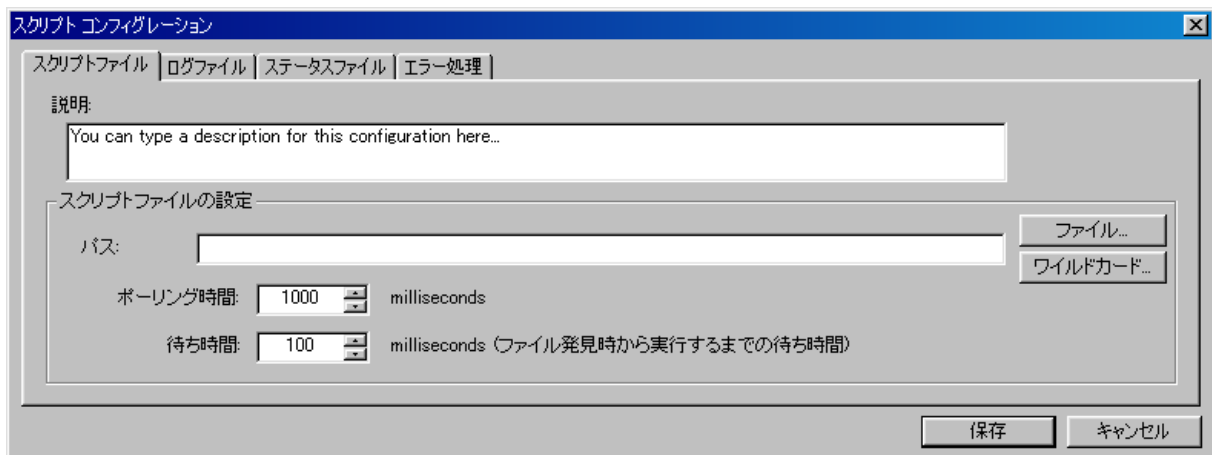 スクリプト コンフィグレーション
スクリプトファイル ログファイル ステータスファイル エラー処理
説明:
You can type a description for this configuration here...
スクリプトファイルの設定
パス:
ファイル...
ワイルドカード...
ポーリング時間: 1000 milliseconds
待ち時間: 100 milliseconds (ファイル発見時から実行するまでの待ち時間)
保存 キャンセル